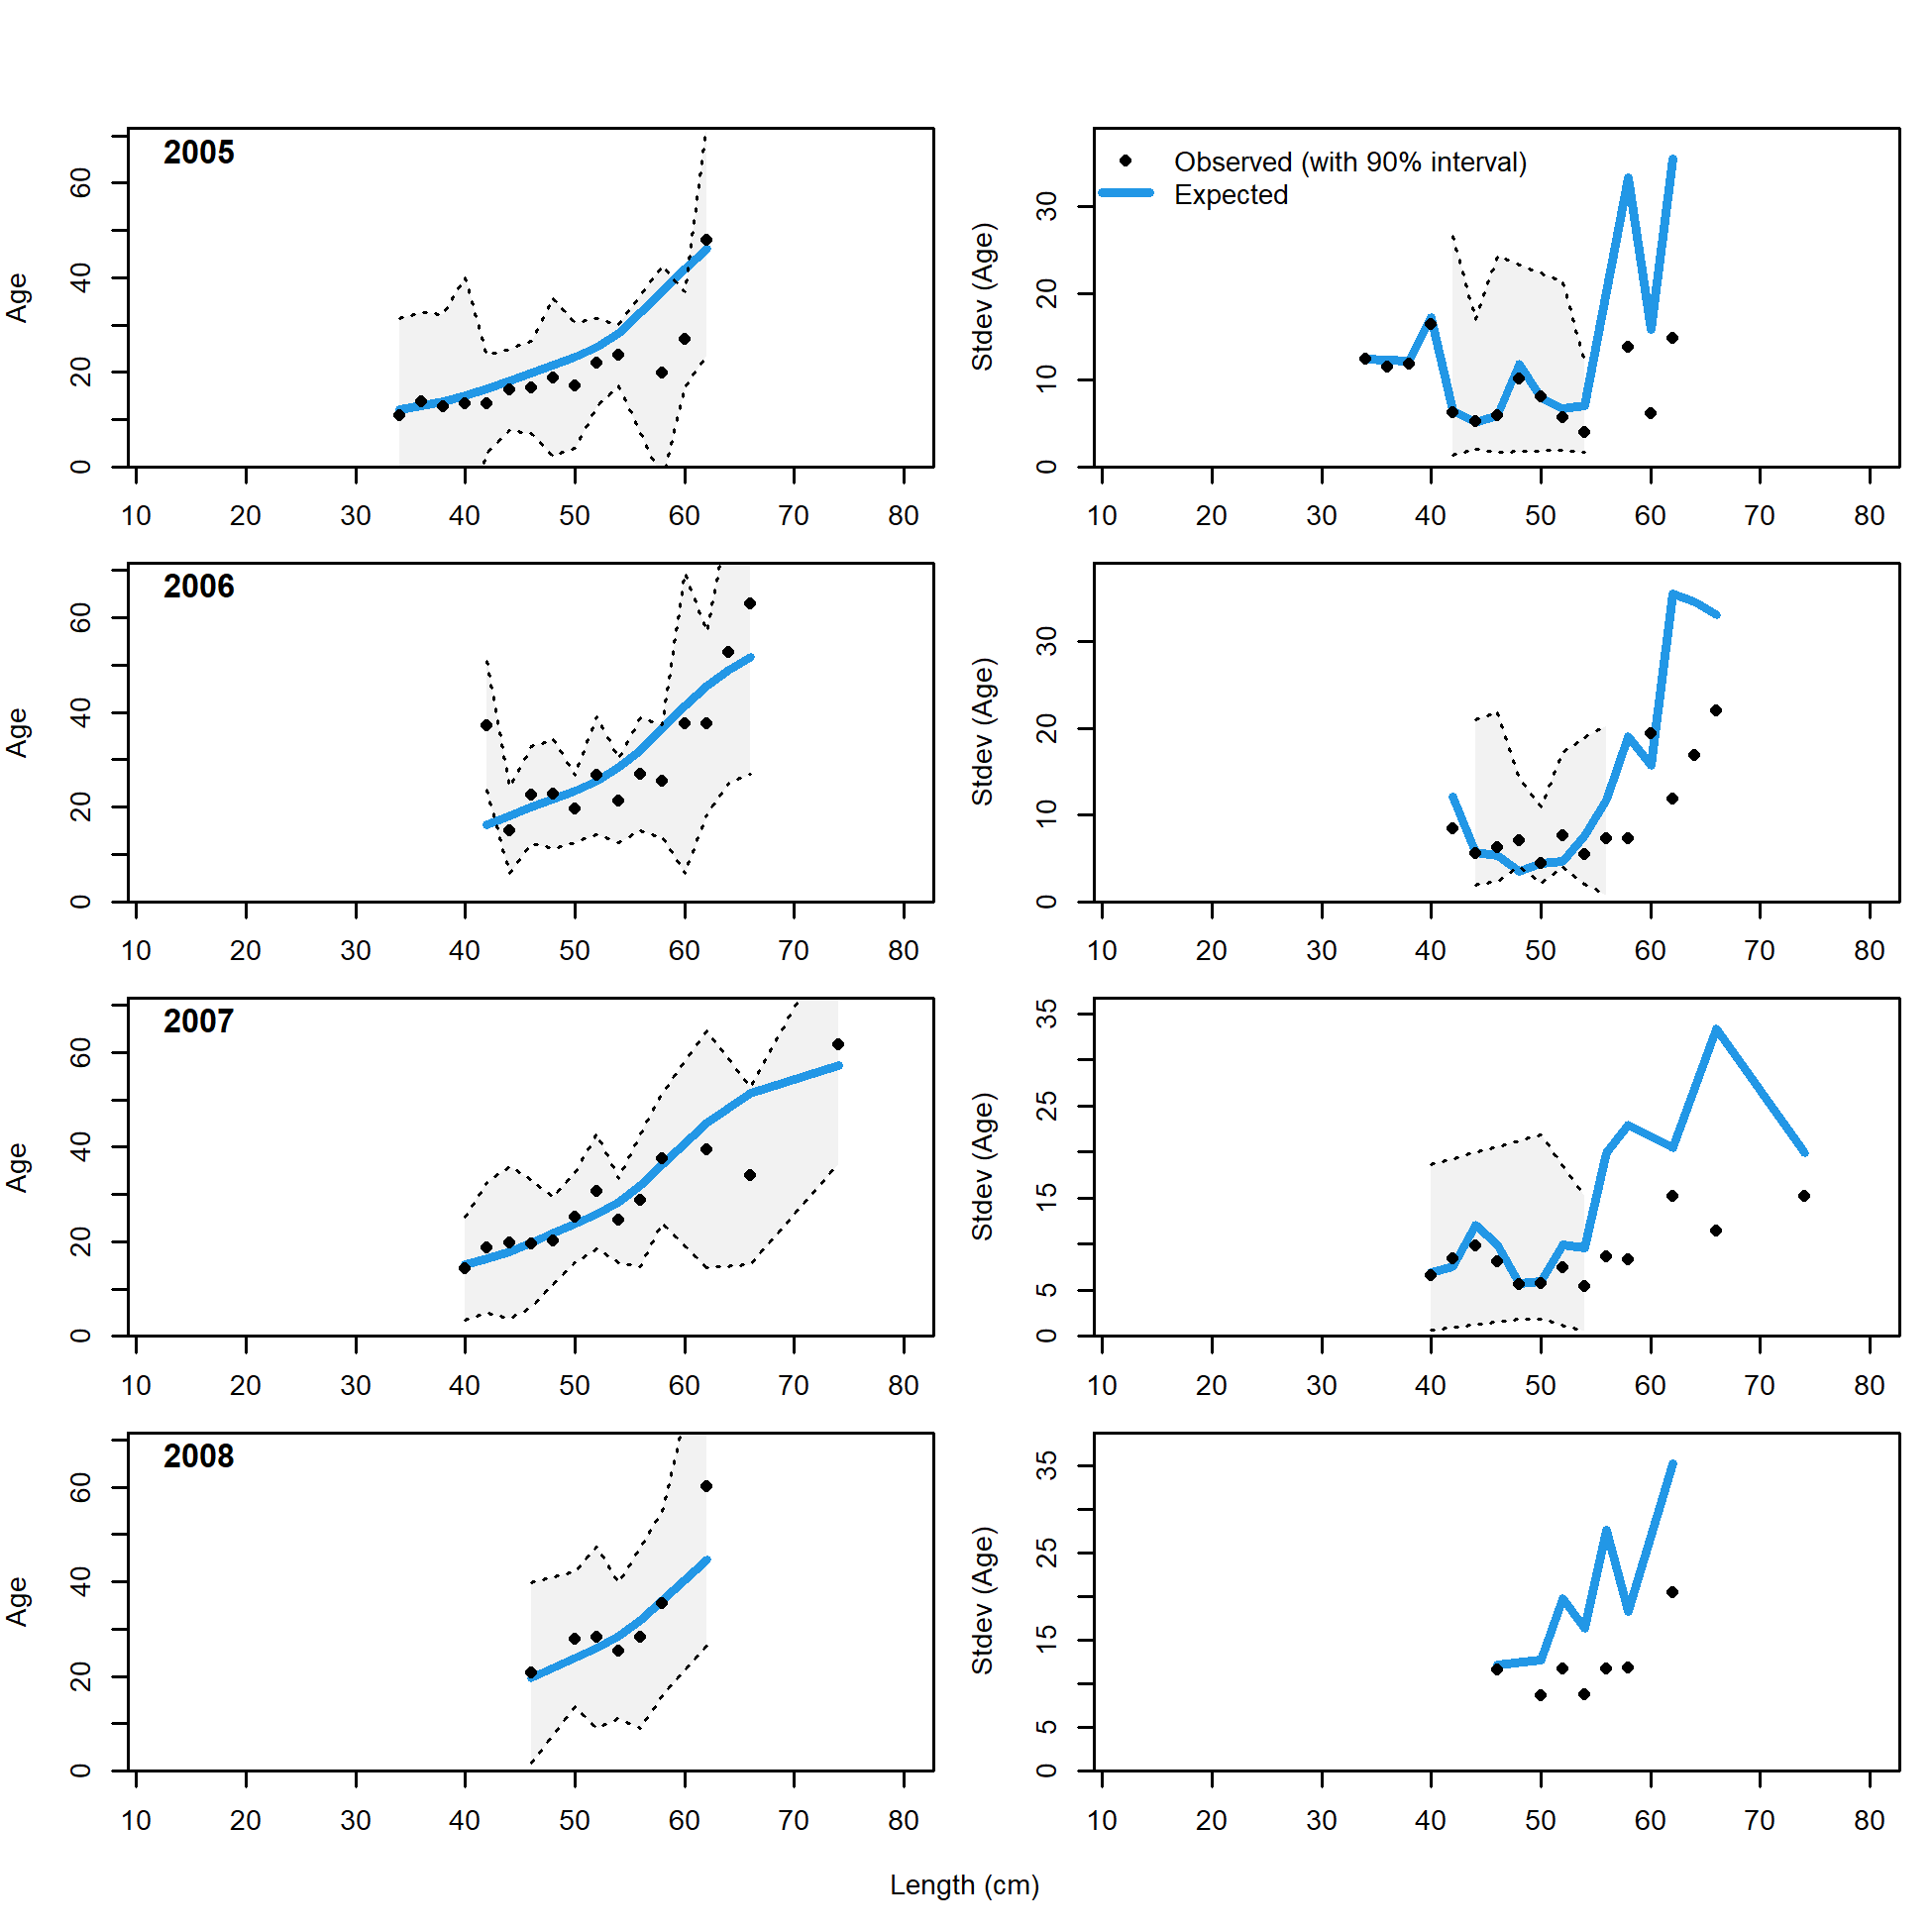 2005
Age
0 20 40 60
10 20 30 40 50 60 70 80
Observed (with 90% interval)
Expected
Stdev (Age)
0 10 20 30
10 20 30 40 50 60 70 80
2006
Age
0 20 40 60
10 20 30 40 50 60 70 80
Stdev (Age)
0 10 20 30
10 20 30 40 50 60 70 80
2007
Age
0 20 40 60
10 20 30 40 50 60 70 80
Stdev (Age)
0 5 15 25 35
10 20 30 40 50 60 70 80
2008
Age
0 20 40 60
10 20 30 40 50 60 70 80
Stdev (Age)
0 5 15 25 35
10 20 30 40 50 60 70 80
Length (cm)